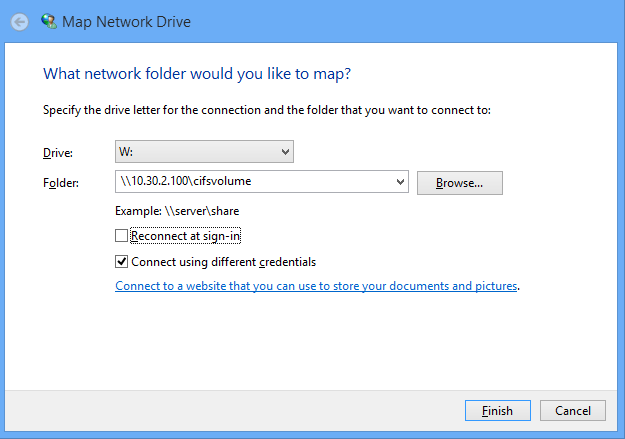 Map Network Drive
What network folder would you like to map?
Specify the drive letter for the connection and the folder that you want to connect to:
Drive: W:
Folder: \\10.30.2.100\cifsvolume Browse...
Example: \\server\share
Reconnect at sign-in
Connect using different credentials
Connect to a website that you can use to store your documents and pictures.
Finish Cancel